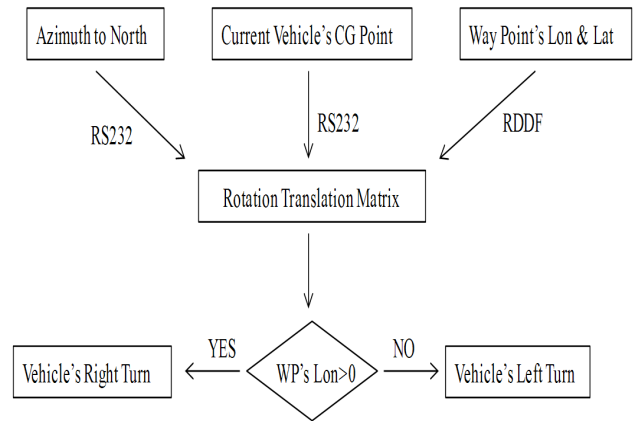 Azimuth to North
Current Vehicle's CG Point
Way Point's Lon & Lat
RS232
RS232
RDDF
Rotation Translation Matrix
YES
NO
Vehicle's Right Turn
WP's Lon>0
Vehicle's Left Turn